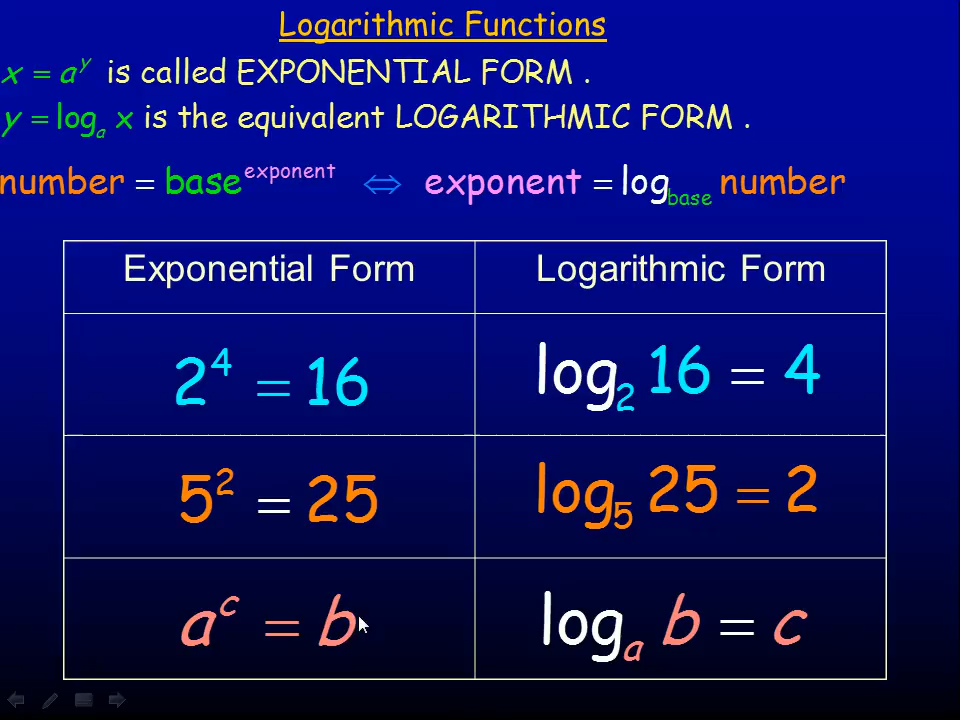 Logarithmic Functions
x = a^y is called EXPONENTIAL FORM .
y = log_a x is the equivalent LOGARITHMIC FORM .
number = base^exponent ⇔ exponent = log_base number
Exponential Form Logarithmic Form
2^4 = 16 log_2 16 = 4
5^2 = 25 log_5 25 = 2
a^c = b log_a b = c